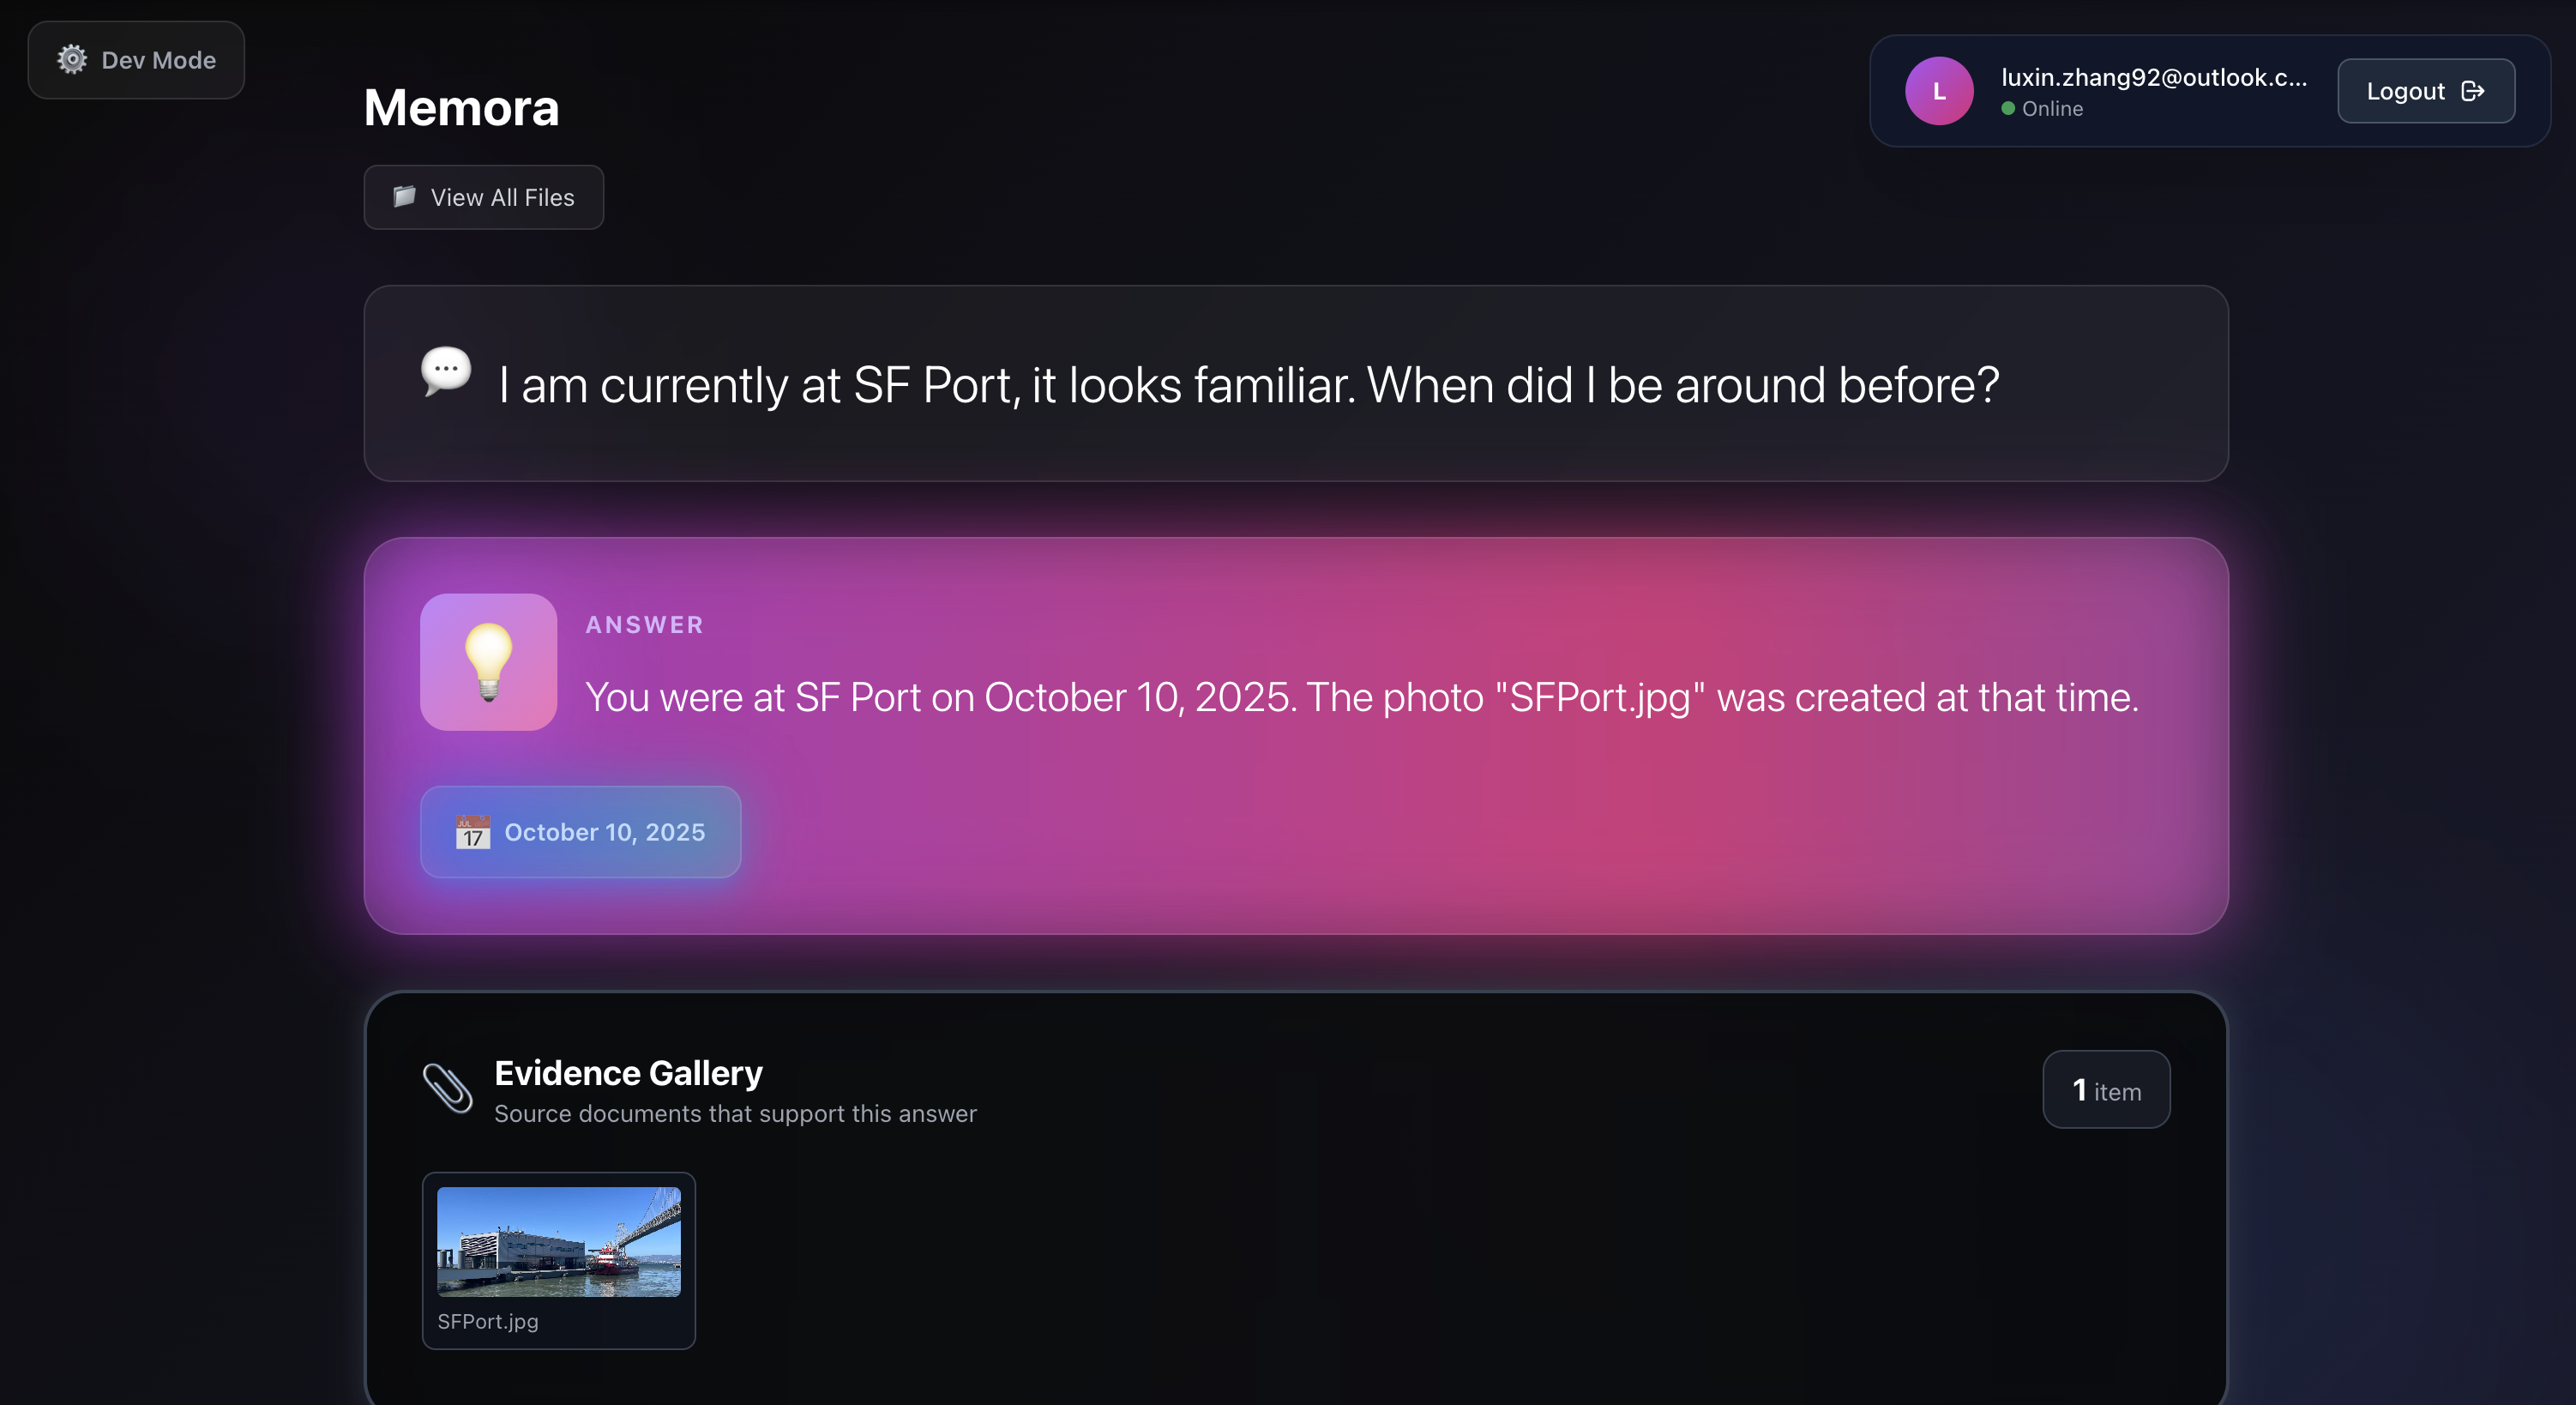 Dev Mode
Memora
L
luxin.zhang92@outlook.c...
Online
Logout
View All Files
I am currently at SF Port, it looks familiar. When did I be around before?
ANSWER
You were at SF Port on October 10, 2025. The photo "SFPort.jpg" was created at that time.
JUL
17
October 10, 2025
Evidence Gallery
Source documents that support this answer
1 item
SFPort.jpg